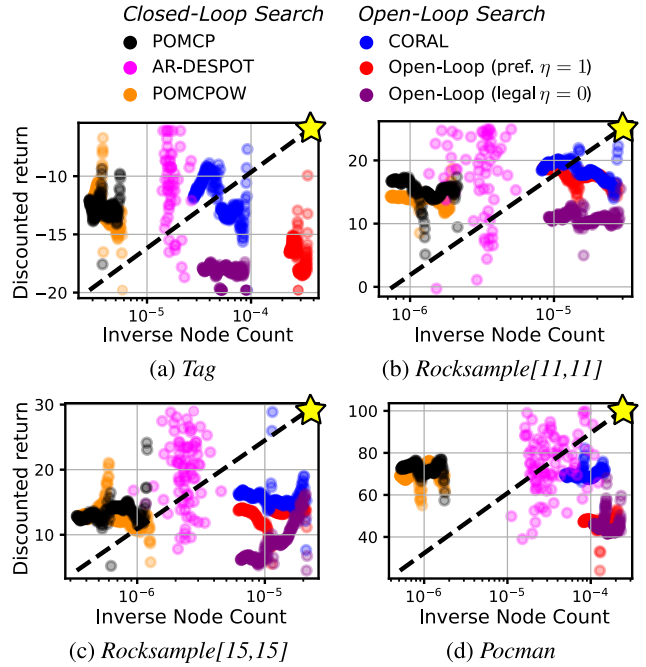 Closed-Loop Search Open-Loop Search
POMCP CORAL
AR-DESPOT Open-Loop (pref. η = 1)
POMCPOW Open-Loop (legal η = 0)
Discounted return
−10
−15
−20
10⁻⁵ 10⁻⁴
Inverse Node Count
(a) Tag
20
10
0
10⁻⁶ 10⁻⁵
Inverse Node Count
(b) Rocksample[11,11]
Discounted return
30
20
10
10⁻⁶ 10⁻⁵
Inverse Node Count
(c) Rocksample[15,15]
100
80
60
40
10⁻⁶ 10⁻⁵ 10⁻⁴
Inverse Node Count
(d) Pocman